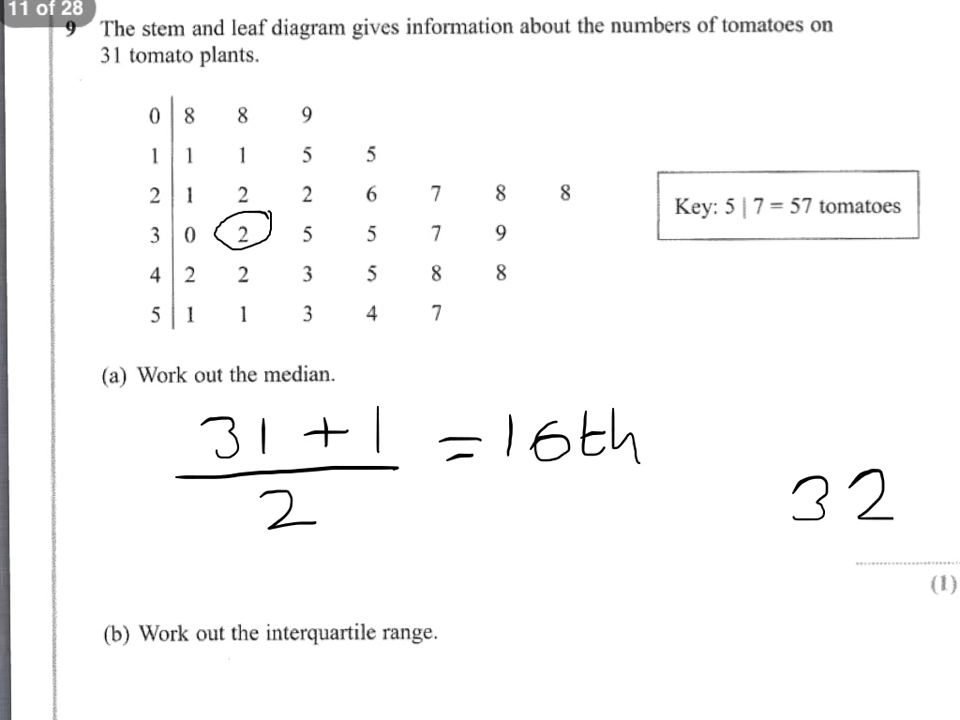 11 of 28
9 The stem and leaf diagram gives information about the numbers of tomatoes on
31 tomato plants.
0 8 8 9
1 1 1 5 5
2 1 2 2 6 7 8 8
3 0 2 5 5 7 9
4 2 2 3 5 8 8
5 1 1 3 4 7
Key: 5 | 7 = 57 tomatoes
(a) Work out the median.
31 + 1
2
= 16th
32
(1)
(b) Work out the interquartile range.